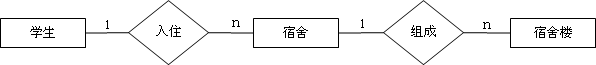 学生 1 入住 n 宿舍 1 组成 n 宿舍楼